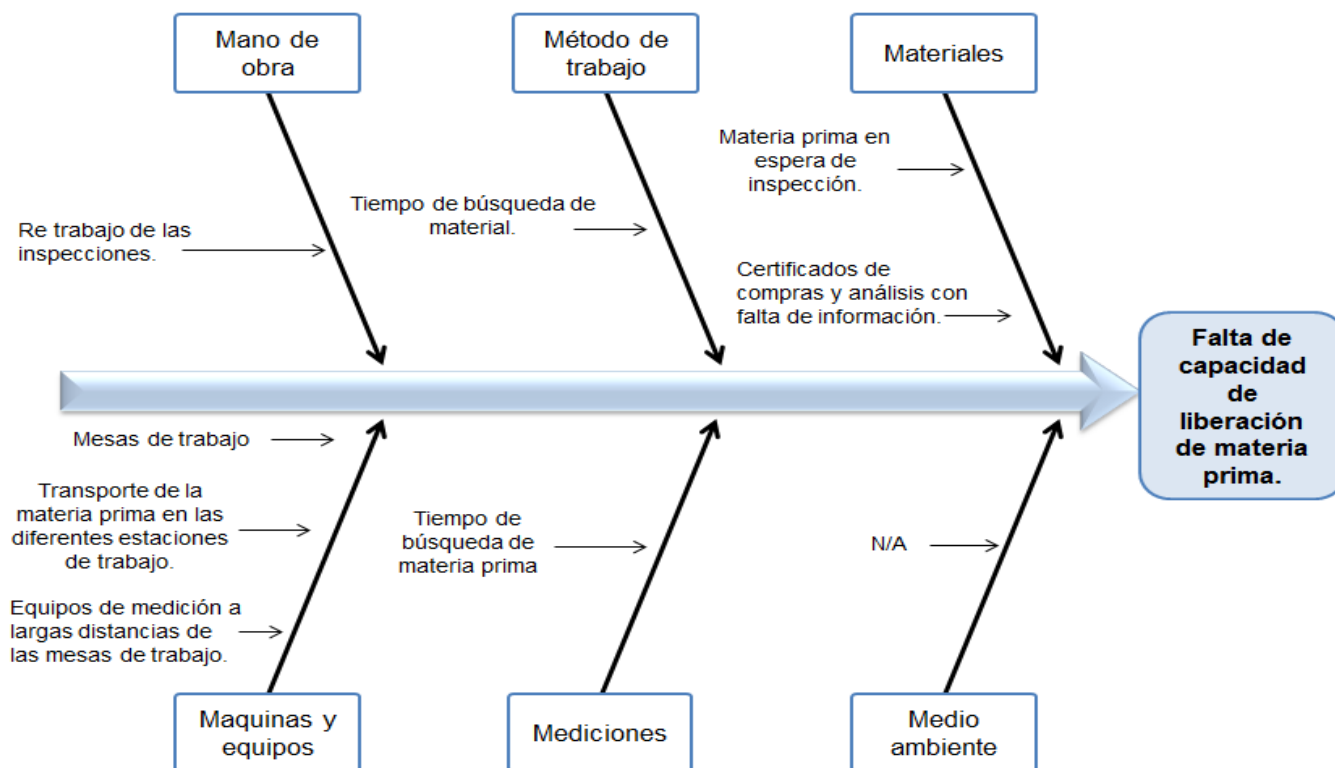 Mano de
obra
Método de
trabajo
Materiales
Materia prima en
espera de
inspección.
Tiempo de búsqueda de
material.
Re trabajo de las
inspecciones.
Certificados de
compras y análisis con
falta de información.
Falta de
capacidad
de
liberación
de materia
prima.
Mesas de trabajo
Transporte de la
materia prima en las
diferentes estaciones
de trabajo.
Equipos de medición a
largas distancias de
las mesas de trabajo.
Tiempo de
búsqueda de
materia prima
N/A
Maquinas y
equipos
Mediciones
Medio
ambiente